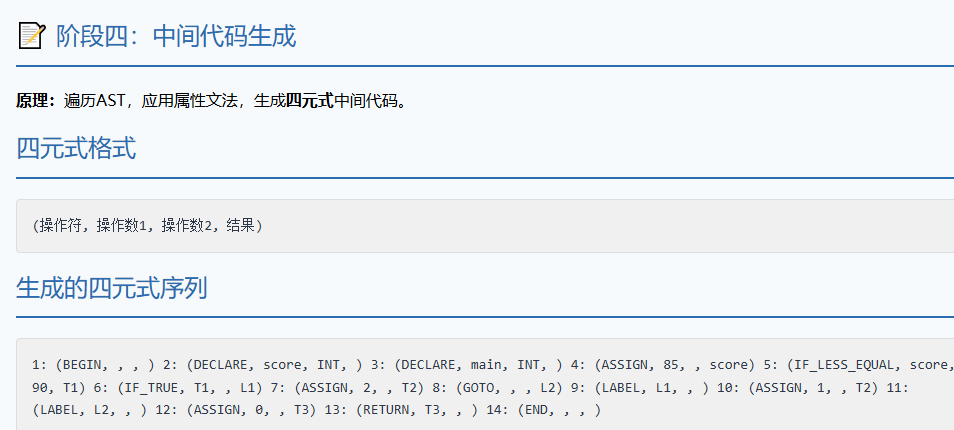 📝 阶段四：中间代码生成
原理：遍历AST，应用属性文法，生成四元式中间代码。
四元式格式
(操作符, 操作数1, 操作数2, 结果)
生成的四元式序列
1: (BEGIN, , , ) 2: (DECLARE, score, INT, ) 3: (DECLARE, main, INT, ) 4: (ASSIGN, 85, , score) 5: (IF_LESS_EQUAL, score,
90, T1) 6: (IF_TRUE, T1, , L1) 7: (ASSIGN, 2, , T2) 8: (GOTO, , , L2) 9: (LABEL, L1, , ) 10: (ASSIGN, 1, , T2) 11:
(LABEL, L2, , ) 12: (ASSIGN, 0, , T3) 13: (RETURN, T3, , ) 14: (END, , , )